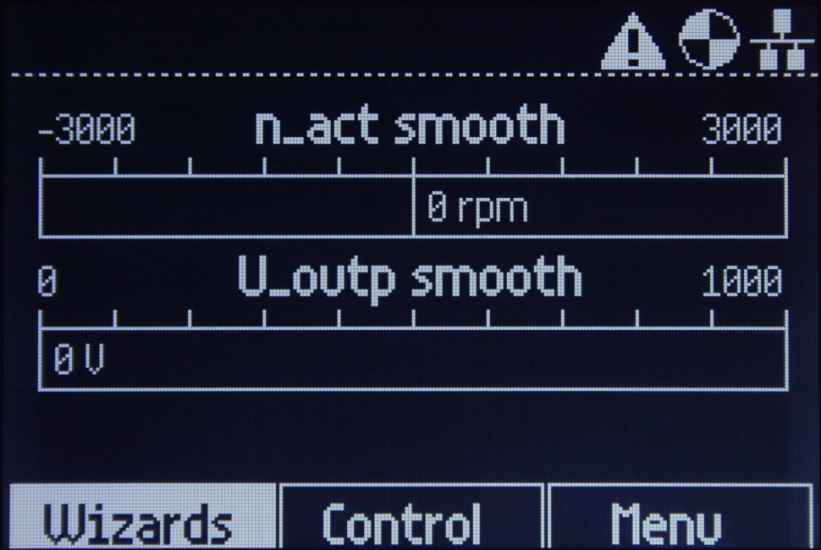 -3000 n_act smooth 3000
0 rpm
0 U_outp smooth 1000
0 V
Wizards Control Menu